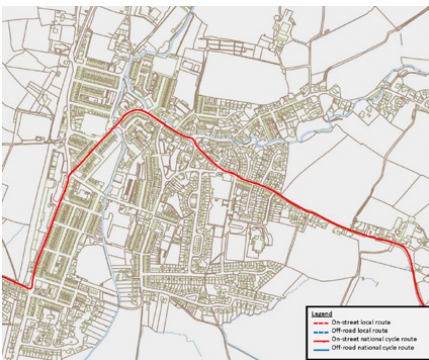 Legend
On-street local route
Off-road local route
On-street national cycle route
Off-road national cycle route